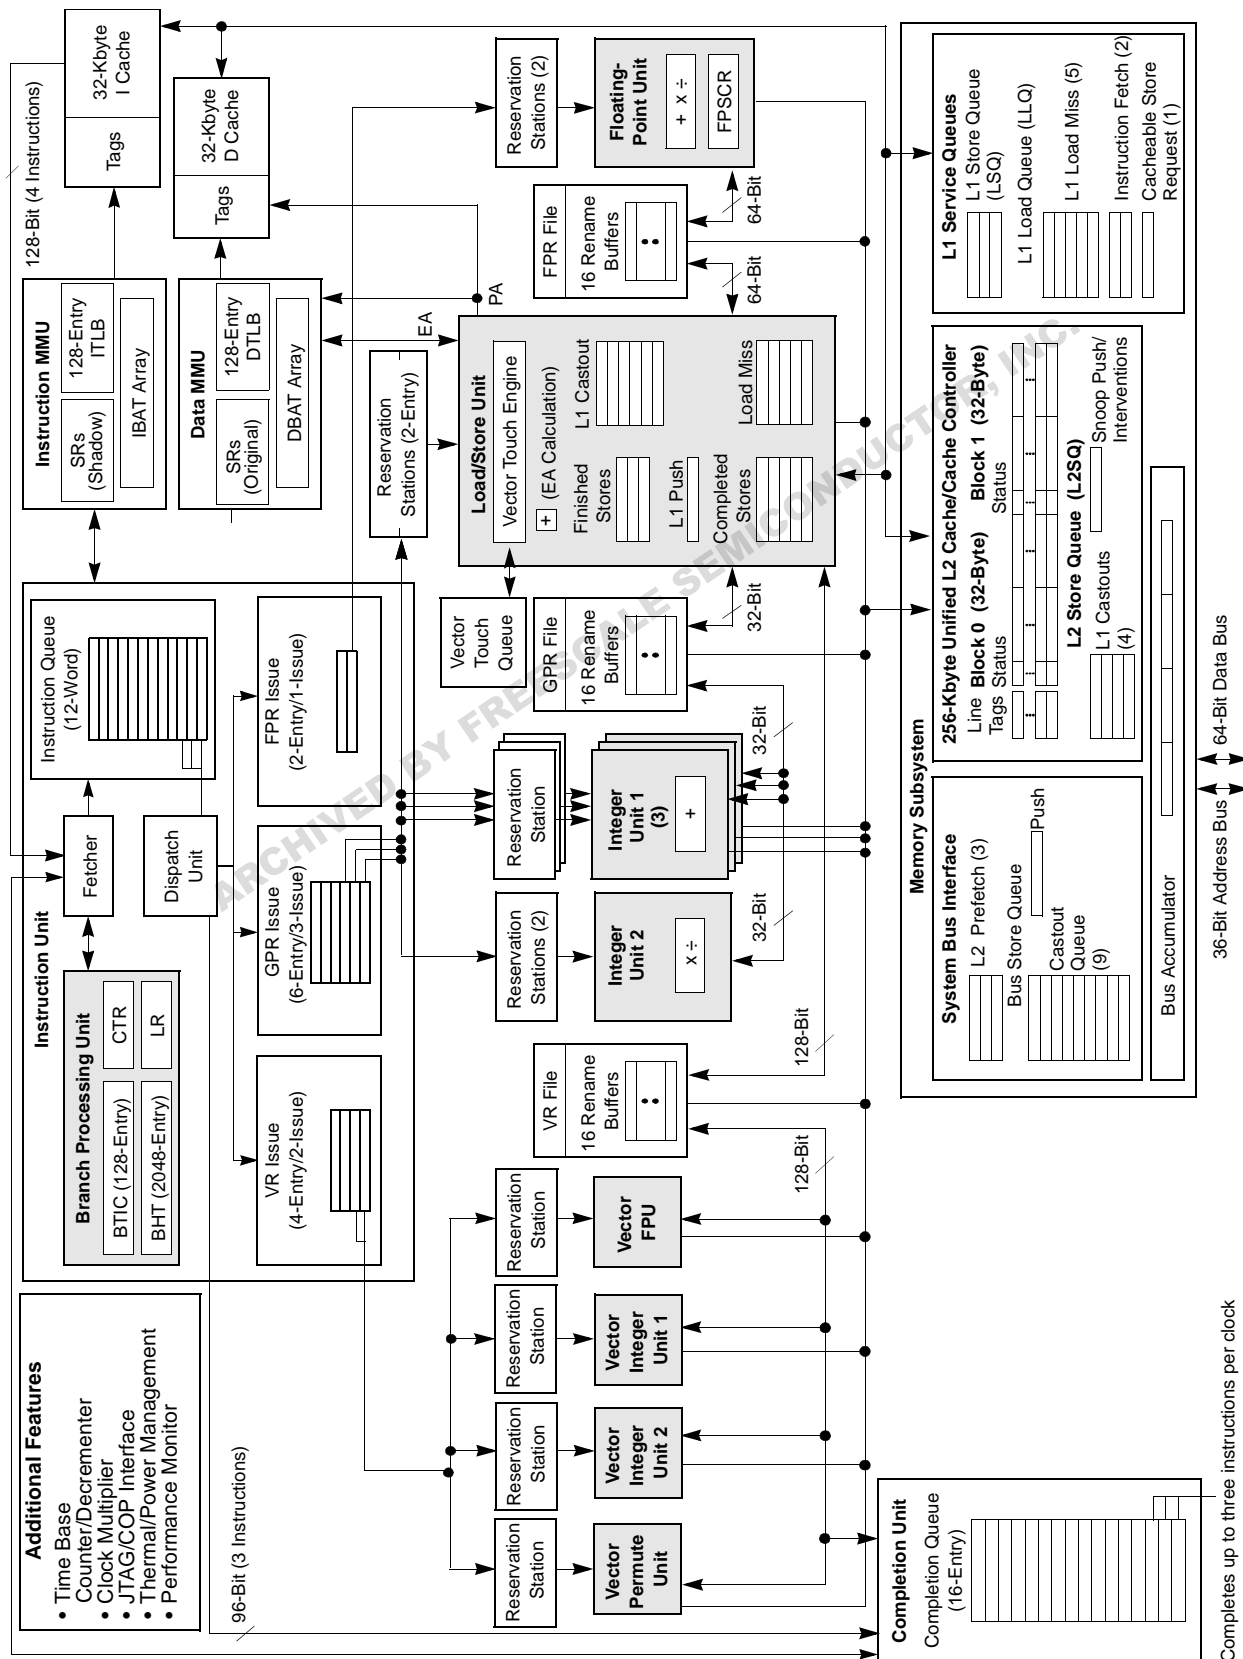 Additional Features
• Time Base
Counter/Decrementer
• Clock Multiplier
• JTAG/COP Interface
• Thermal/Power Management
• Performance Monitor
Instruction Unit
Branch Processing Unit
BTIC (128-Entry)
CTR
BHT (2048-Entry)
LR
Fetcher
Dispatch
Unit
Instruction Queue
(12-Word)
VR Issue
(4-Entry/2-Issue)
GPR Issue
(6-Entry/3-Issue)
FPR Issue
(2-Entry/1-Issue)
96-Bit (3 Instructions)
128-Bit (4 Instructions)
Instruction MMU
SRs
(Shadow)
128-Entry
ITLB
IBAT Array
Tags
32-Kbyte
I Cache
Data MMU
SRs
(Original)
128-Entry
DTLB
DBAT Array
Tags
32-Kbyte
D Cache
EA
PA
Reservation
Stations (2-Entry)
Reservation
Station
Reservation
Station
Reservation
Station
Reservation
Station
Reservation
Stations (2)
Reservation
Station
Reservation
Stations (2)
Vector
Permute
Unit
Vector
Integer
Unit 2
Vector
Integer
Unit 1
Vector
FPU
VR File
16 Rename
Buffers
128-Bit
128-Bit
Integer
Unit 2
x ÷
Integer
Unit 1
(3)
+
32-Bit
32-Bit
GPR File
16 Rename
Buffers
32-Bit
Vector
Touch
Queue
Load/Store Unit
Vector Touch Engine
+ (EA Calculation)
Finished
Stores
L1 Castout
L1 Push
Completed
Stores
Load Miss
FPR File
16 Rename
Buffers
64-Bit
64-Bit
Floating-
Point Unit
+ x ÷
FPSCR
Completion Unit
Completion Queue
(16-Entry)
Completes up to three instructions per clock
Memory Subsystem
System Bus Interface
L2 Prefetch (3)
Bus Store Queue
Push
Castout
Queue
(9)
256-Kbyte Unified L2 Cache/Cache Controller
Line
Tags
Block 0 (32-Byte)
Status
Block 1 (32-Byte)
Status
L2 Store Queue (L2SQ)
L1 Castouts
(4)
Snoop Push/
Interventions
L1 Service Queues
L1 Store Queue
(LSQ)
L1 Load Queue (LLQ)
L1 Load Miss (5)
Instruction Fetch (2)
Cacheable Store
Request (1)
Bus Accumulator
36-Bit Address Bus
64-Bit Data Bus
ARCHIVED BY FREESCALE SEMICONDUCTOR, INC.